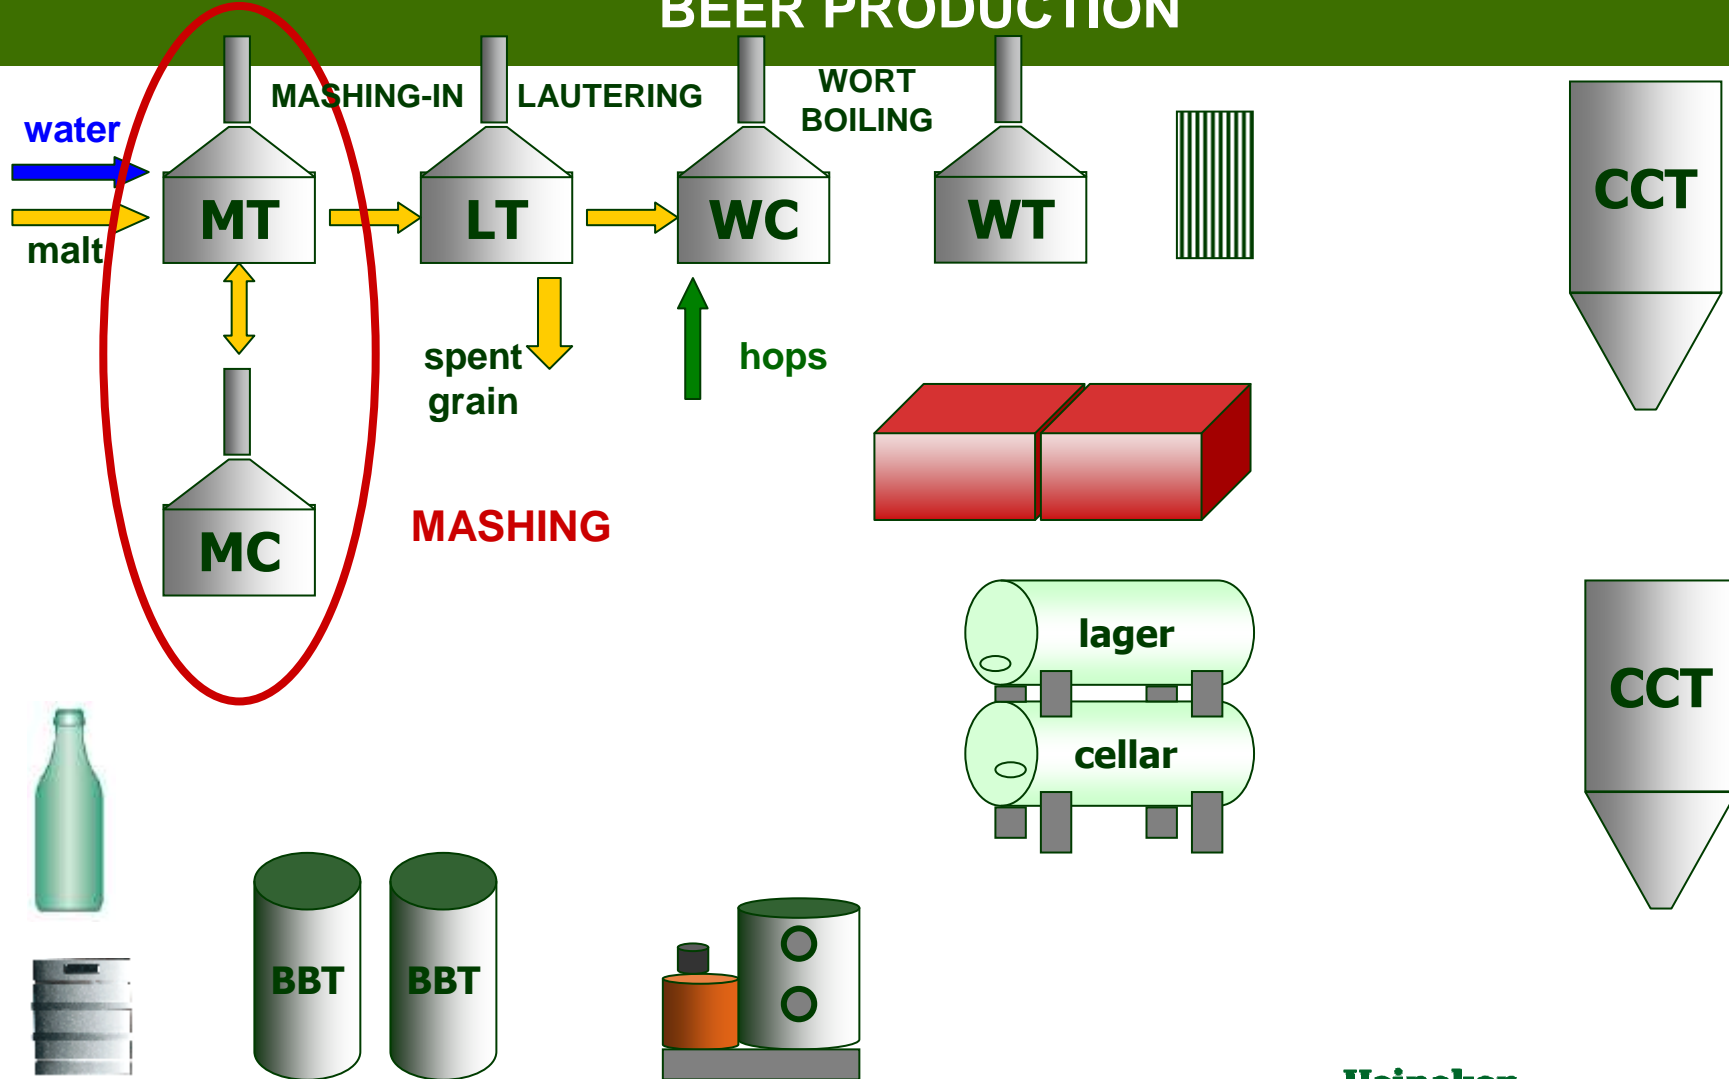 BEER PRODUCTION
MASHING-IN
LAUTERING
WORT
BOILING
water
malt
MT
LT
WC
WT
CCT
spent
grain
hops
MC
MASHING
lager
cellar
CCT
BBT
BBT
Heineken